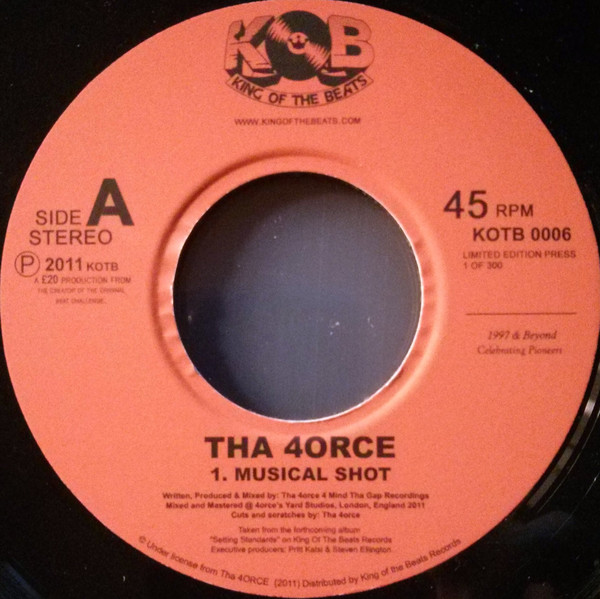 KOB
KING OF THE BEATS
WWW.KINGOFTHEBEATS.COM
SIDE A
STEREO
Ⓟ 2011 KOTB
A £20 PRODUCTION FROM
THE CREATOR OF THE ORIGINAL
BEAT CHALLENGE.
45 RPM
KOTB 0006
LIMITED EDITION PRESS
1 OF 300
1997 & Beyond
Celebrating Pioneers
THA 4ORCE
1. MUSICAL SHOT
Written, Produced & Mixed by: Tha 4orce 4 Mind Tha Gap Recordings
Mixed and Mastered @ 4orce's Yard Studios, London, England 2011
Cuts and scratches by: Tha 4orce
Taken from the forthcoming album
"Setting Standards" on King Of The Beats Records
Executive producers: Pritt Kalsi & Steven Ellington.
© Under license from Tha 4ORCE (2011) Distributed by King of the Beats Records